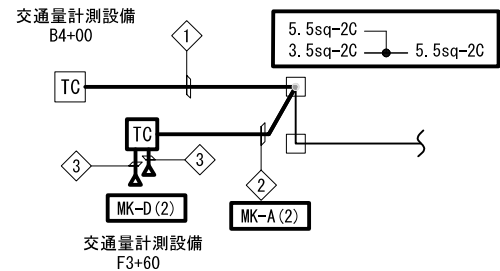 交通量計測設備
B4+00
1
5.5sq-2C
3.5sq-2C
5.5sq-2C
TC
TC
3
3
2
MK-D(2)
MK-A(2)
交通量計測設備
F3+60